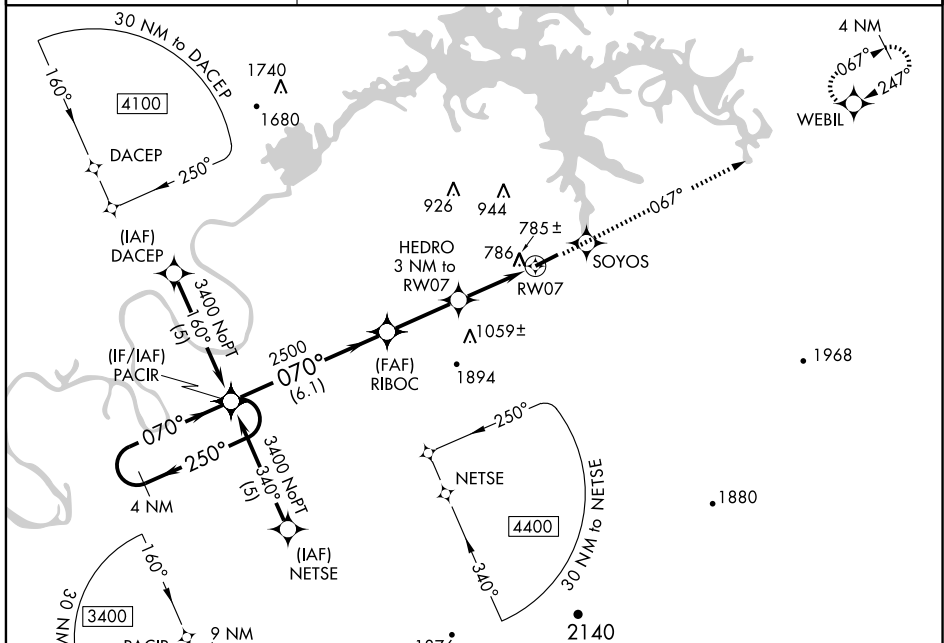 30 NM to DACEP
4 NM
067°
247°
WEBIL
1740
1680
160°
4100
DACEP
250°
067°
926
944
785±
786
HEDRO
3 NM to
RW07
RW07
SOYOS
(IAF)
DACEP
3400 NoPT
160°
(5)
(IF/IAF)
PACIR
2500
070°
(6.1)
(FAF)
RIBOC
1059±
1894
1968
070°
250°
4 NM
3400 NoPT
340°
(5)
(IAF)
NETSE
250°
NETSE
4400
340°
30 NM to NETSE
1880
160°
3400
30 NM
9 NM
2140